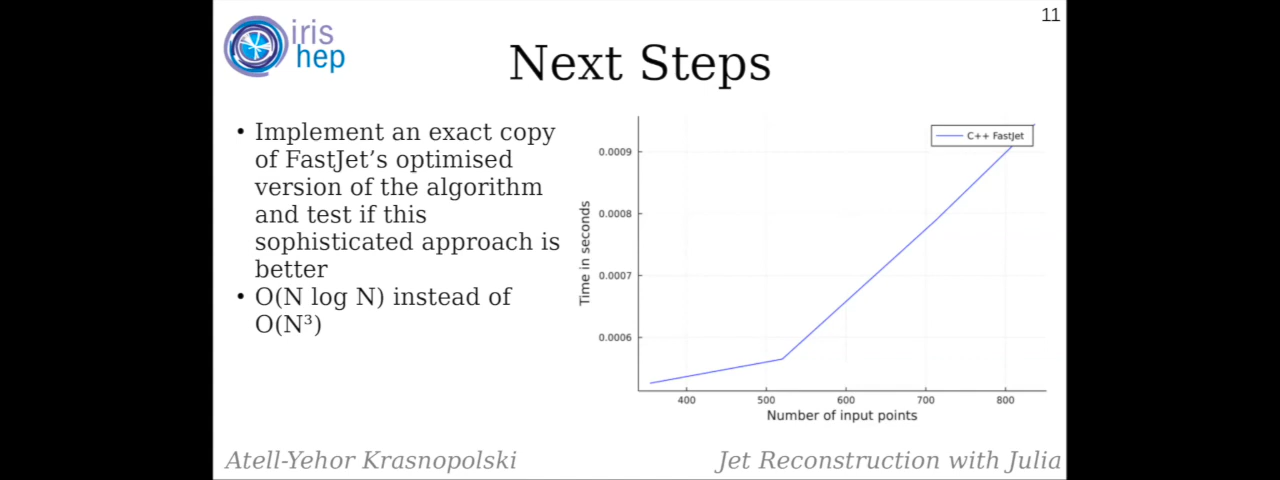 11
iris
hep
Next Steps
• Implement an exact copy
of FastJet’s optimised
version of the algorithm
and test if this
sophisticated approach is
better
• O(N log N) instead of
O(N³)
C++ FastJet
Time in seconds
0.0009
0.0008
0.0007
0.0006
400 500 600 700 800
Number of input points
Atell-Yehor Krasnopolski
Jet Reconstruction with Julia